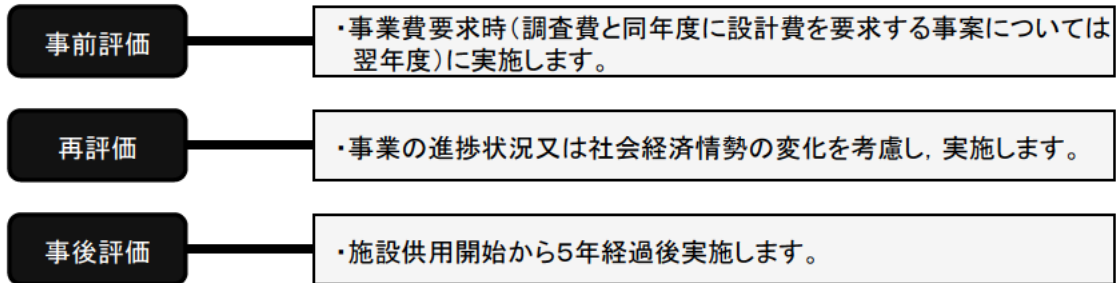 事前評価
・事業費要求時(調査費と同年度に設計費を要求する事案については
翌年度)に実施します。
再評価
・事業の進捗状況又は社会経済情勢の変化を考慮し,実施します。
事後評価
・施設供用開始から5年経過後実施します。